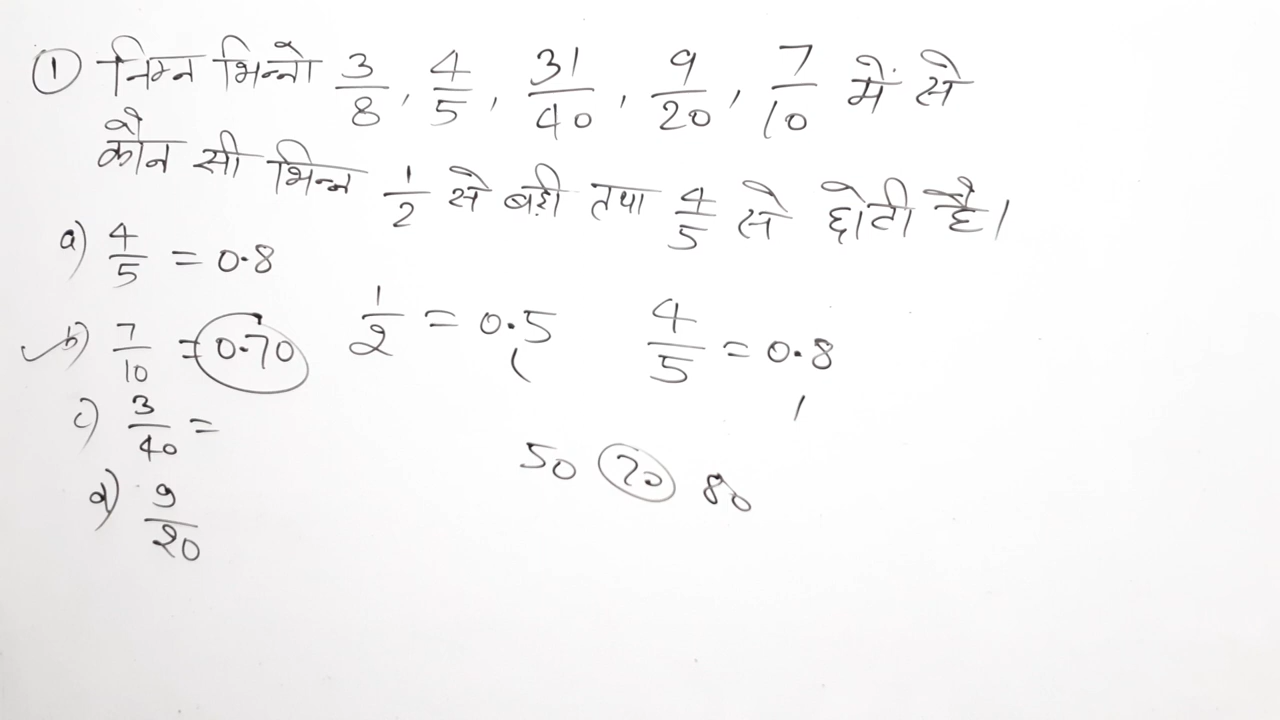 ① निम्न भिन्नो 3/8, 4/5, 31/40, 9/20, 7/10 में से
कौन सी भिन्न 1/2 से बड़ी तथा 4/5 से छोटी है।
a) 4/5 = 0.8
b) 7/10 = 0.70
1/2 = 0.5
4/5 = 0.8
c) 3/40 =
50 70 80
d) 9/20